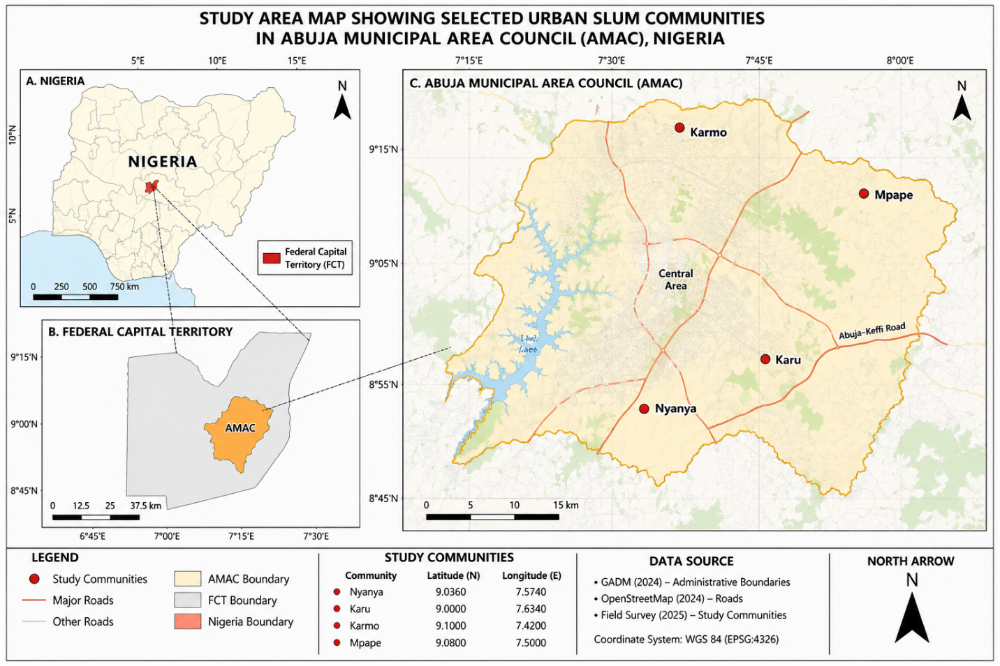 STUDY AREA MAP SHOWING SELECTED URBAN SLUM COMMUNITIES
IN ABUJA MUNICIPAL AREA COUNCIL (AMAC), NIGERIA
5°E 10°E 15°E
A. NIGERIA
N
10°N
5°N
NIGERIA
Federal Capital
Territory (FCT)
0 250 500 750 km
B. FEDERAL CAPITAL TERRITORY
9°15'N
9°00'N
8°45'N
AMAC
0 12.5 25 37.5 km
6°45'E 7°00'E 7°15'E 7°30'E
7°15'E 7°30'E 7°45'E 8°00'E
C. ABUJA MUNICIPAL AREA COUNCIL (AMAC)
N
9°15'N
9°05'N
8°55'N
8°45'N
Karmo
Mpape
Central
Area
Abuja-Keffi Road
Karu
Nyanya
0 5 10 15 km
LEGEND
Study Communities
Major Roads
Other Roads
AMAC Boundary
FCT Boundary
Nigeria Boundary
STUDY COMMUNITIES
Community Latitude (N) Longitude (E)
Nyanya 9.0360 7.5740
Karu 9.0000 7.6340
Karmo 9.1000 7.4200
Mpape 9.0800 7.5000
DATA SOURCE
• GADM (2024) – Administrative Boundaries
• OpenStreetMap (2024) – Roads
• Field Survey (2025) – Study Communities
Coordinate System: WGS 84 (EPSG:4326)
NORTH ARROW
N